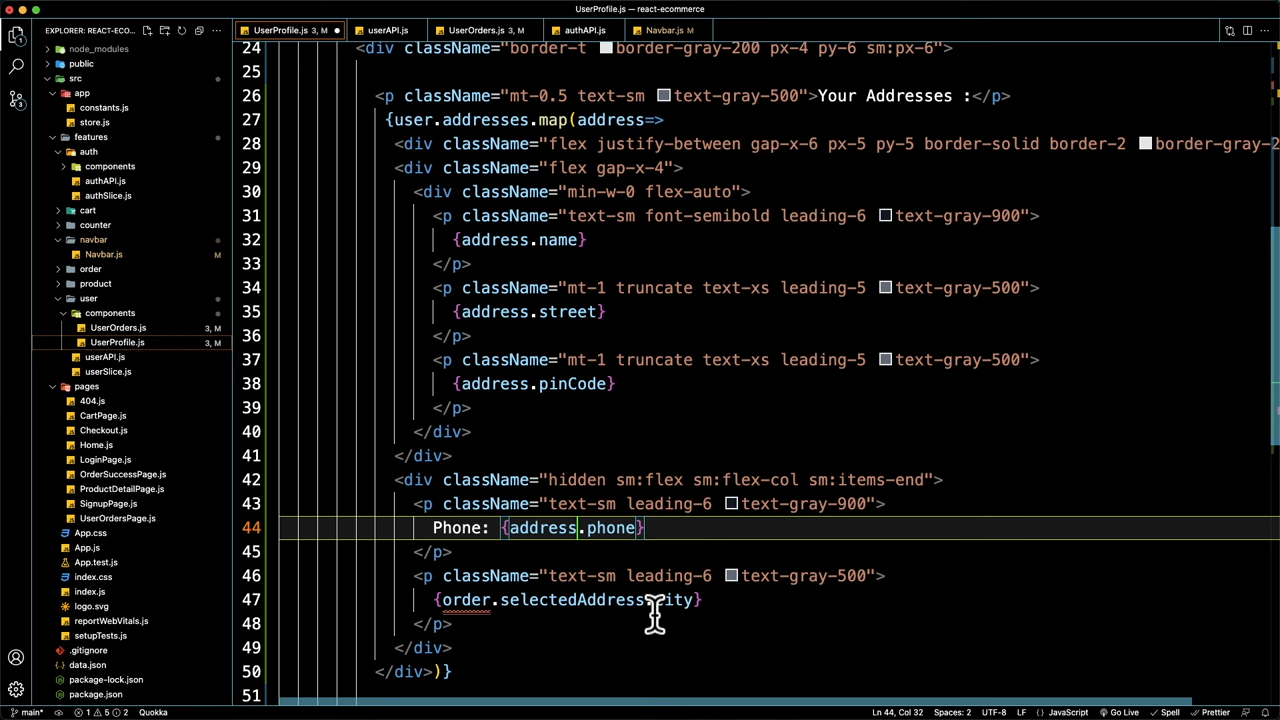 UserProfile.js — react-ecommerce
EXPLORER: REACT-ECO...
UserProfile.js 3, M
userAPI.js
UserOrders.js 3, M
authAPI.js
Navbar.js M
node_modules
public
src
app
constants.js
store.js
features
auth
components
authAPI.js
authSlice.js
cart
counter
navbar
Navbar.js M
order
product
user
components
UserOrders.js 3, M
UserProfile.js 3, M
userAPI.js
userSlice.js
pages
404.js
CartPage.js
Checkout.js
Home.js
LoginPage.js
OrderSuccessPage.js
ProductDetailPage.js
SignupPage.js
UserOrdersPage.js
App.css
App.js
App.test.js
index.css
index.js
logo.svg
reportWebVitals.js
setupTests.js
.gitignore
data.json
package-lock.json
package.json
24 <div className="border-t border-gray-200 px-4 py-6 sm:px-6">
25
26 <p className="mt-0.5 text-sm text-gray-500">Your Addresses :</p>
27 {user.addresses.map(address=>
28 <div className="flex justify-between gap-x-6 px-5 py-5 border-solid border-2 border-gray-2
29 <div className="flex gap-x-4">
30 <div className="min-w-0 flex-auto">
31 <p className="text-sm font-semibold leading-6 text-gray-900">
32 {address.name}
33 </p>
34 <p className="mt-1 truncate text-xs leading-5 text-gray-500">
35 {address.street}
36 </p>
37 <p className="mt-1 truncate text-xs leading-5 text-gray-500">
38 {address.pinCode}
39 </p>
40 </div>
41 </div>
42 <div className="hidden sm:flex sm:flex-col sm:items-end">
43 <p className="text-sm leading-6 text-gray-900">
44 Phone: {address.phone}
45 </p>
46 <p className="text-sm leading-6 text-gray-500">
47 {order.selectedAddress.city}
48 </p>
49 </div>
50 </div>)}
51
main* 1 5 2 Quokka
Ln 44, Col 32 Spaces: 2 UTF-8 LF {} JavaScript Go Live Spell Prettier